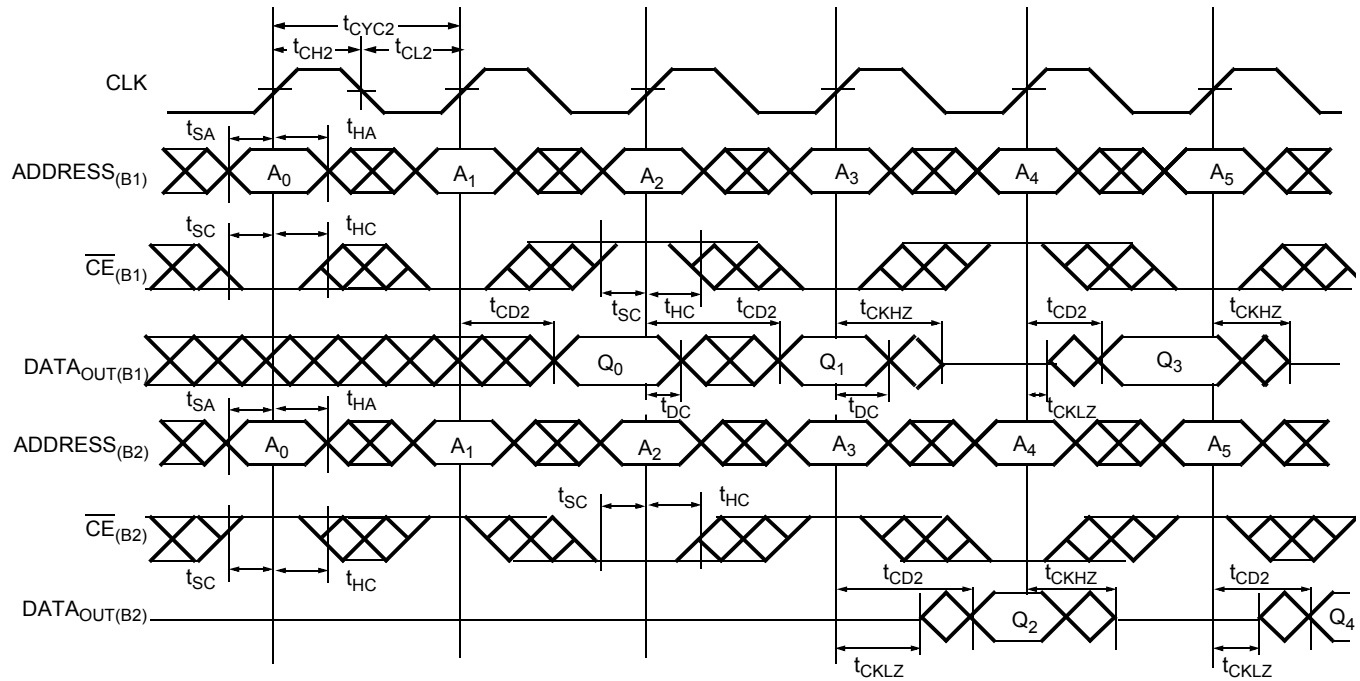 tCYC2
tCH2 tCL2
CLK
tSA tHA
ADDRESS(B1) A0 A1 A2 A3 A4 A5
tSC tHC
CE(B1)
tSC tHC
tCD2 tCD2 tCKHZ tCD2 tCKHZ
DATAOUT(B1) Q0 Q1 Q3
tSA tHA tDC tDC tCKLZ
ADDRESS(B2) A0 A1 A2 A3 A4 A5
tSC tHC
CE(B2)
tSC tHC
tCD2 tCKHZ tCD2
DATAOUT(B2) Q2 Q4
tCKLZ tCKLZ